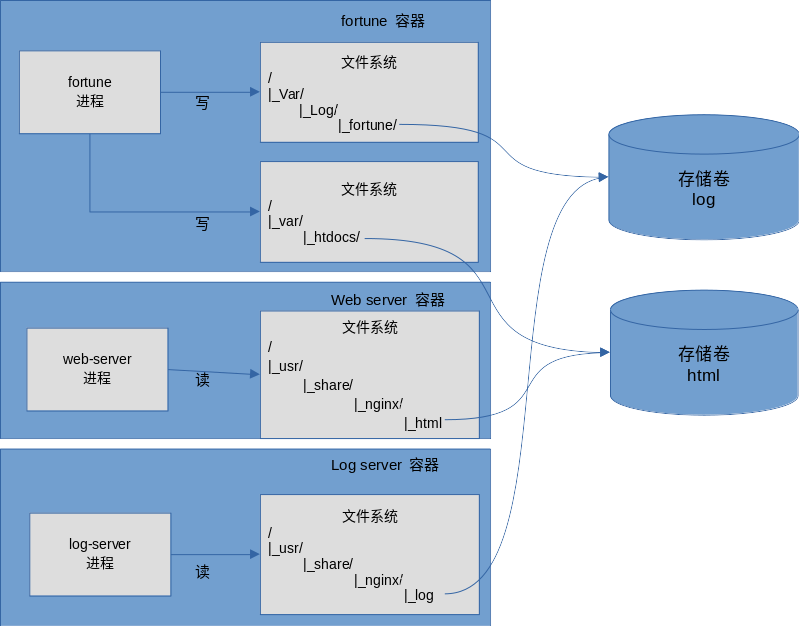 fortune 容器
fortune
进程
写
文件系统
/
|_Var/
|_Log/
|_fortune/
写
文件系统
/
|_var/
|_htdocs/
存储卷
log
Web server 容器
web-server
进程
读
文件系统
/
|_usr/
|_share/
|_nginx/
|_html
存储卷
html
Log server 容器
log-server
进程
读
文件系统
/
|_usr/
|_share/
|_nginx/
|_log